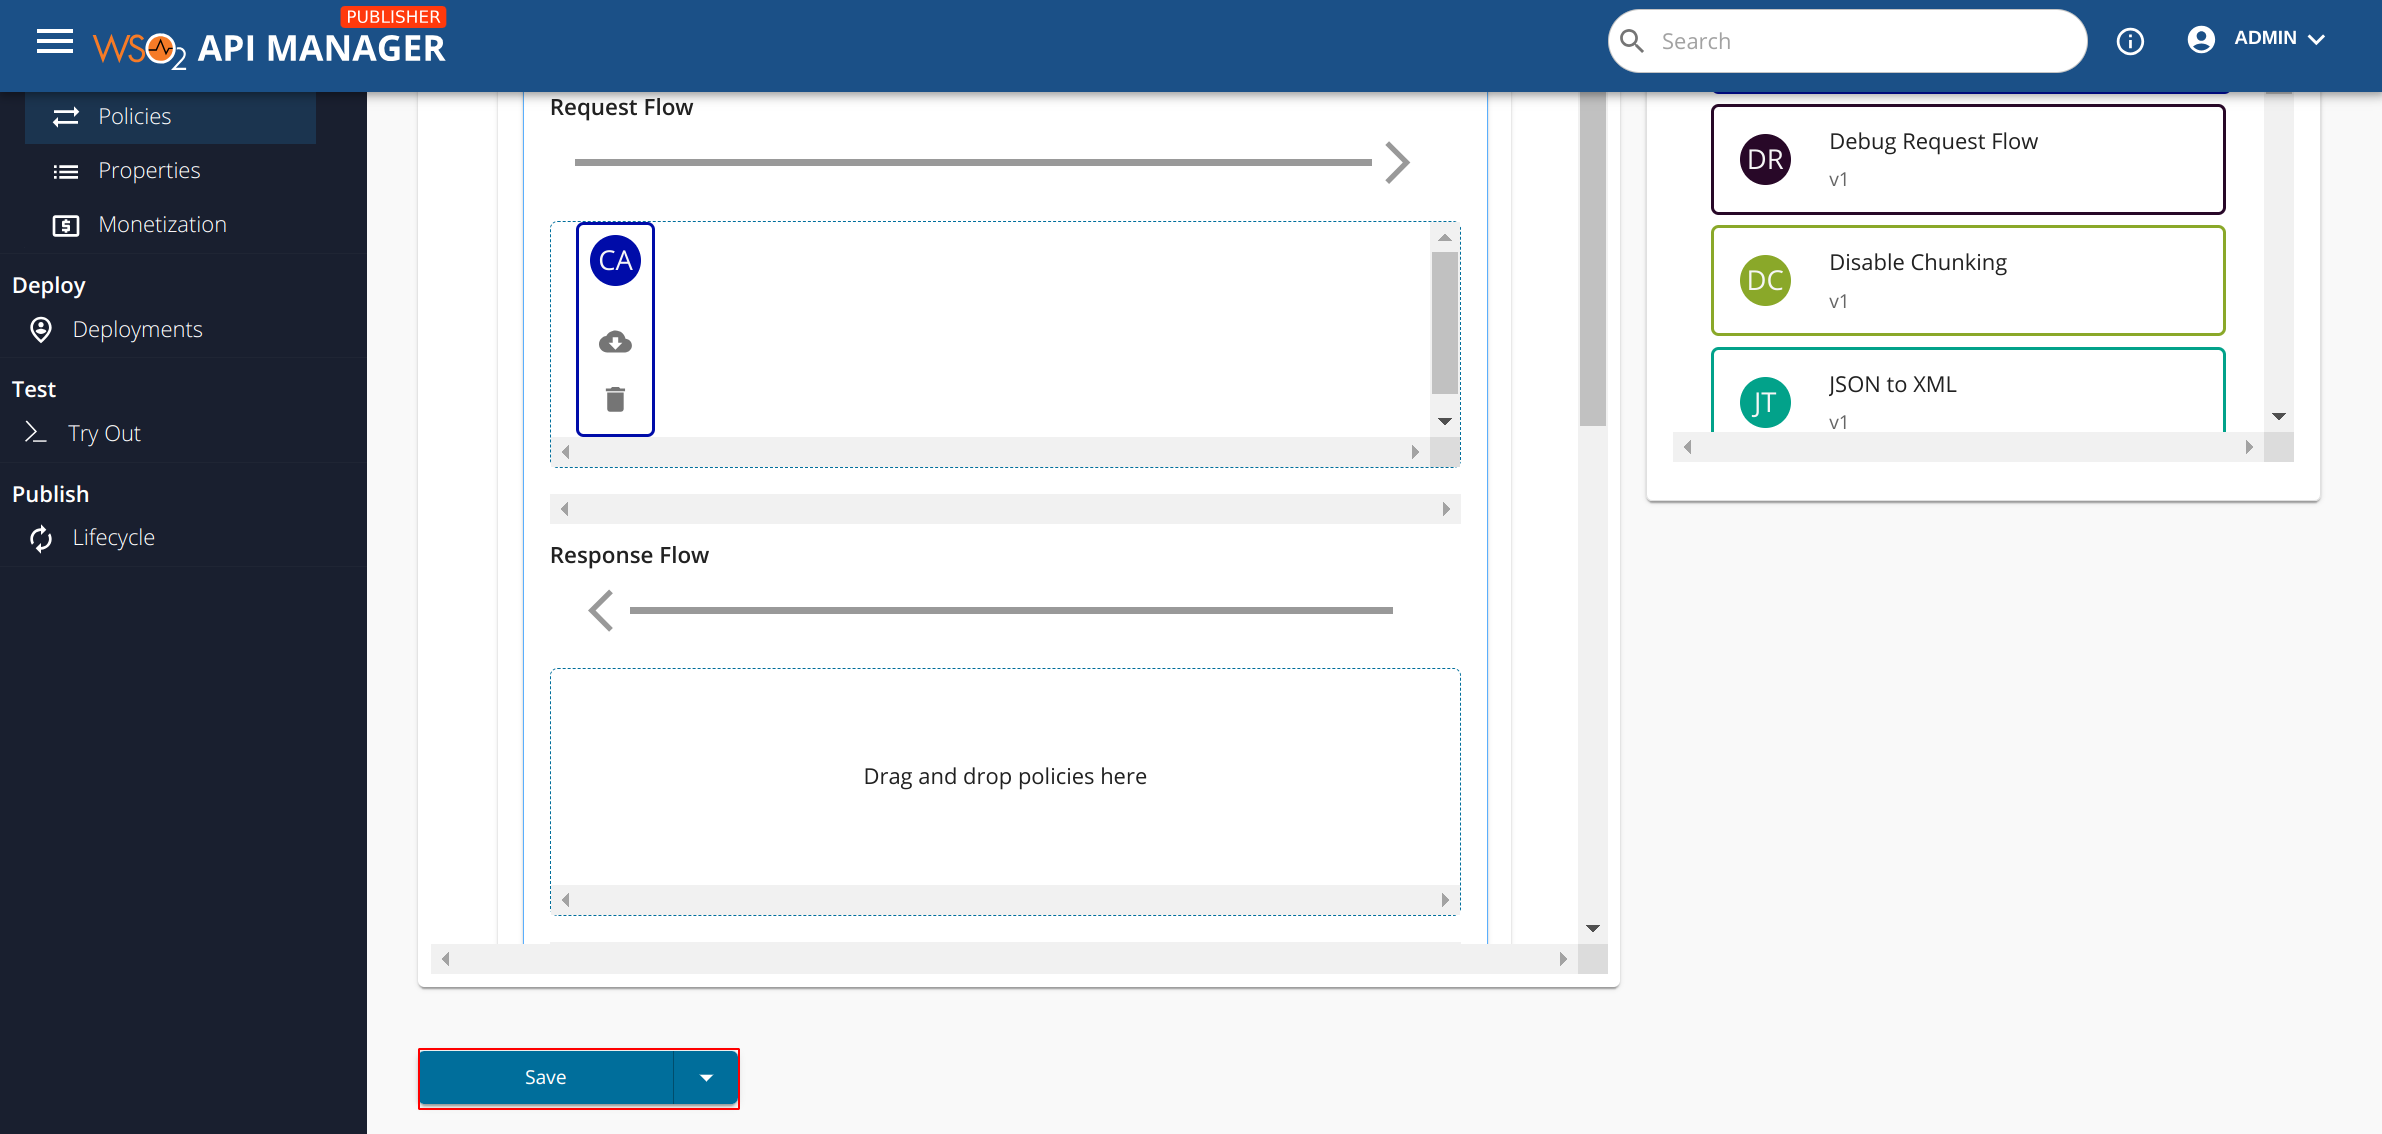 PUBLISHER
WSO2 API MANAGER
Search
ADMIN
Policies
Properties
Monetization
Deploy
Deployments
Test
Try Out
Publish
Lifecycle
Request Flow
CA
Response Flow
Drag and drop policies here
Save
DR
Debug Request Flow
v1
DC
Disable Chunking
v1
JT
JSON to XML
v1